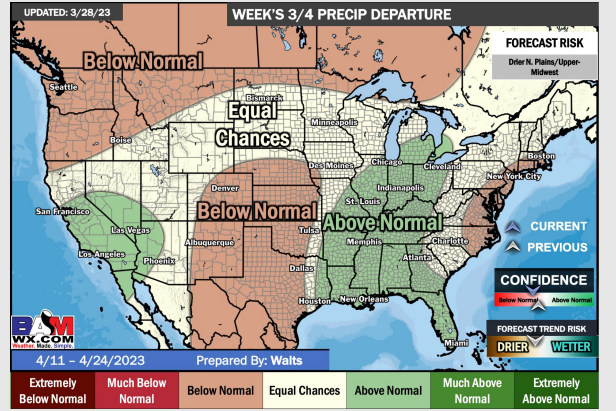 UPDATED: 3/28/23
WEEK'S 3/4 PRECIP DEPARTURE
FORECAST RISK
Drier N. Plains/Upper-
Midwest
Below Normal
Seattle
Bismarck
Equal
Chances
Minneapolis
Boise
Boston
Des Moines
Chicago
Cleveland
New York City
Denver
Indianapolis
St. Louis
San Francisco
Below Normal
Above Normal
Las Vegas
Tulsa
CURRENT
Albuquerque
Memphis
Charlotte
PREVIOUS
Los Angeles
Phoenix
Atlanta
Dallas
CONFIDENCE
Below Normal
Above Normal
Houston
New Orleans
BAM
WX.COM
Weather. Made. Simple.
FORECAST TREND RISK
DRIER
WETTER
Miami
4/11 – 4/24/2023
Prepared By: Walts
Extremely
Below Normal
Much Below
Normal
Below Normal
Equal Chances
Above Normal
Much Above
Normal
Extremely
Above Normal